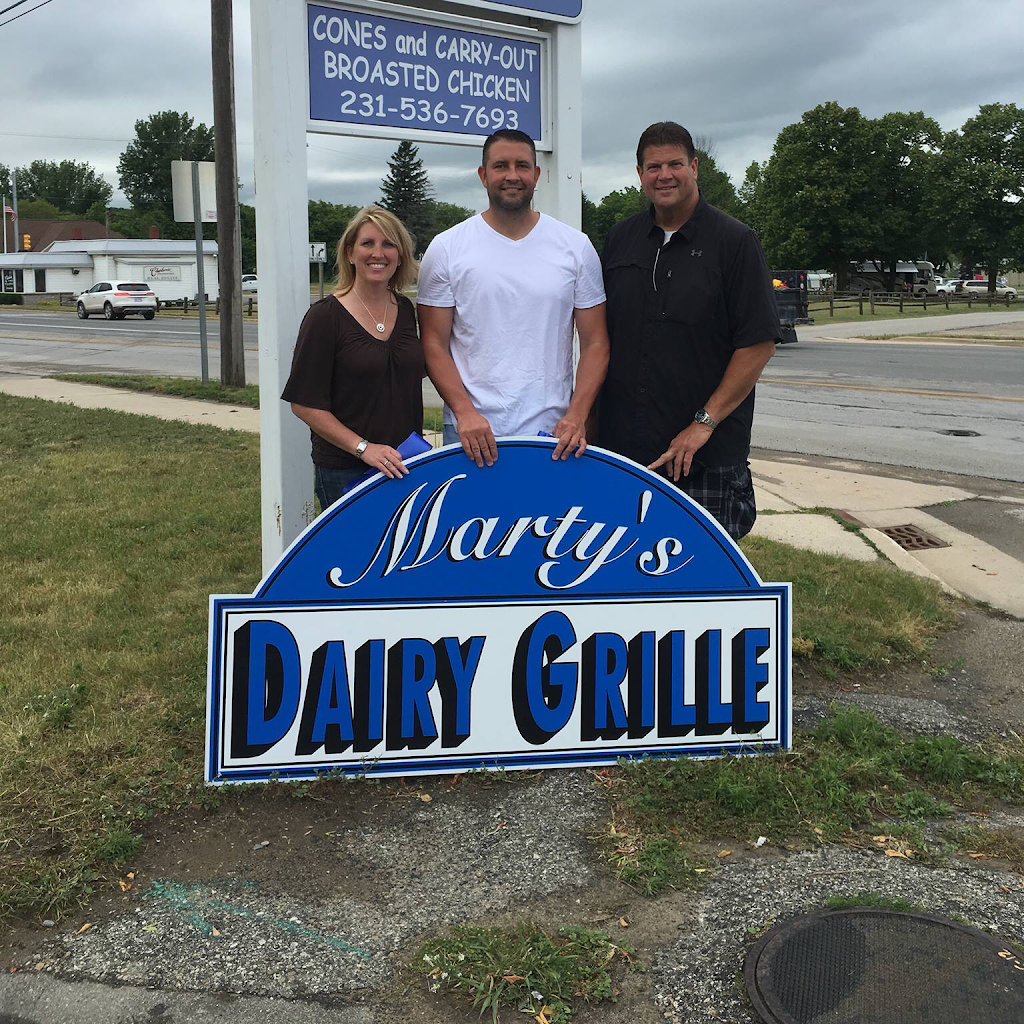 CONES and CARRY-OUT
BROASTED CHICKEN
231-536-7693
Marty's
DAIRY GRILLE